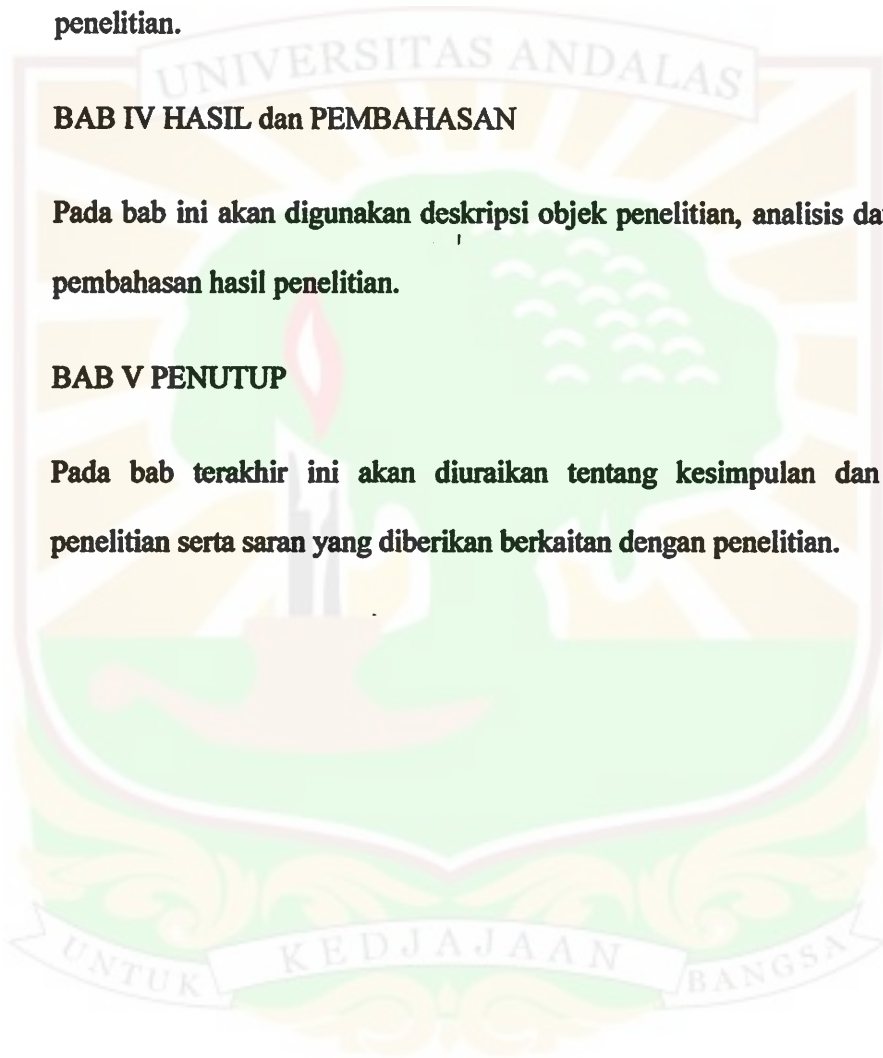 penelitian.
UNIVERSITAS ANDALAS
BAB IV HASIL dan PEMBAHASAN
Pada bab ini akan digunakan deskripsi objek penelitian, analisis
pembahasan hasil penelitian.
BAB V PENUTUP
Pada bab terakhir ini akan diuraikan tentang kesimpulan dan
penelitian serta saran yang diberikan berkaitan dengan penelitian.
UNTUK KEDJAJAAN BANGSA